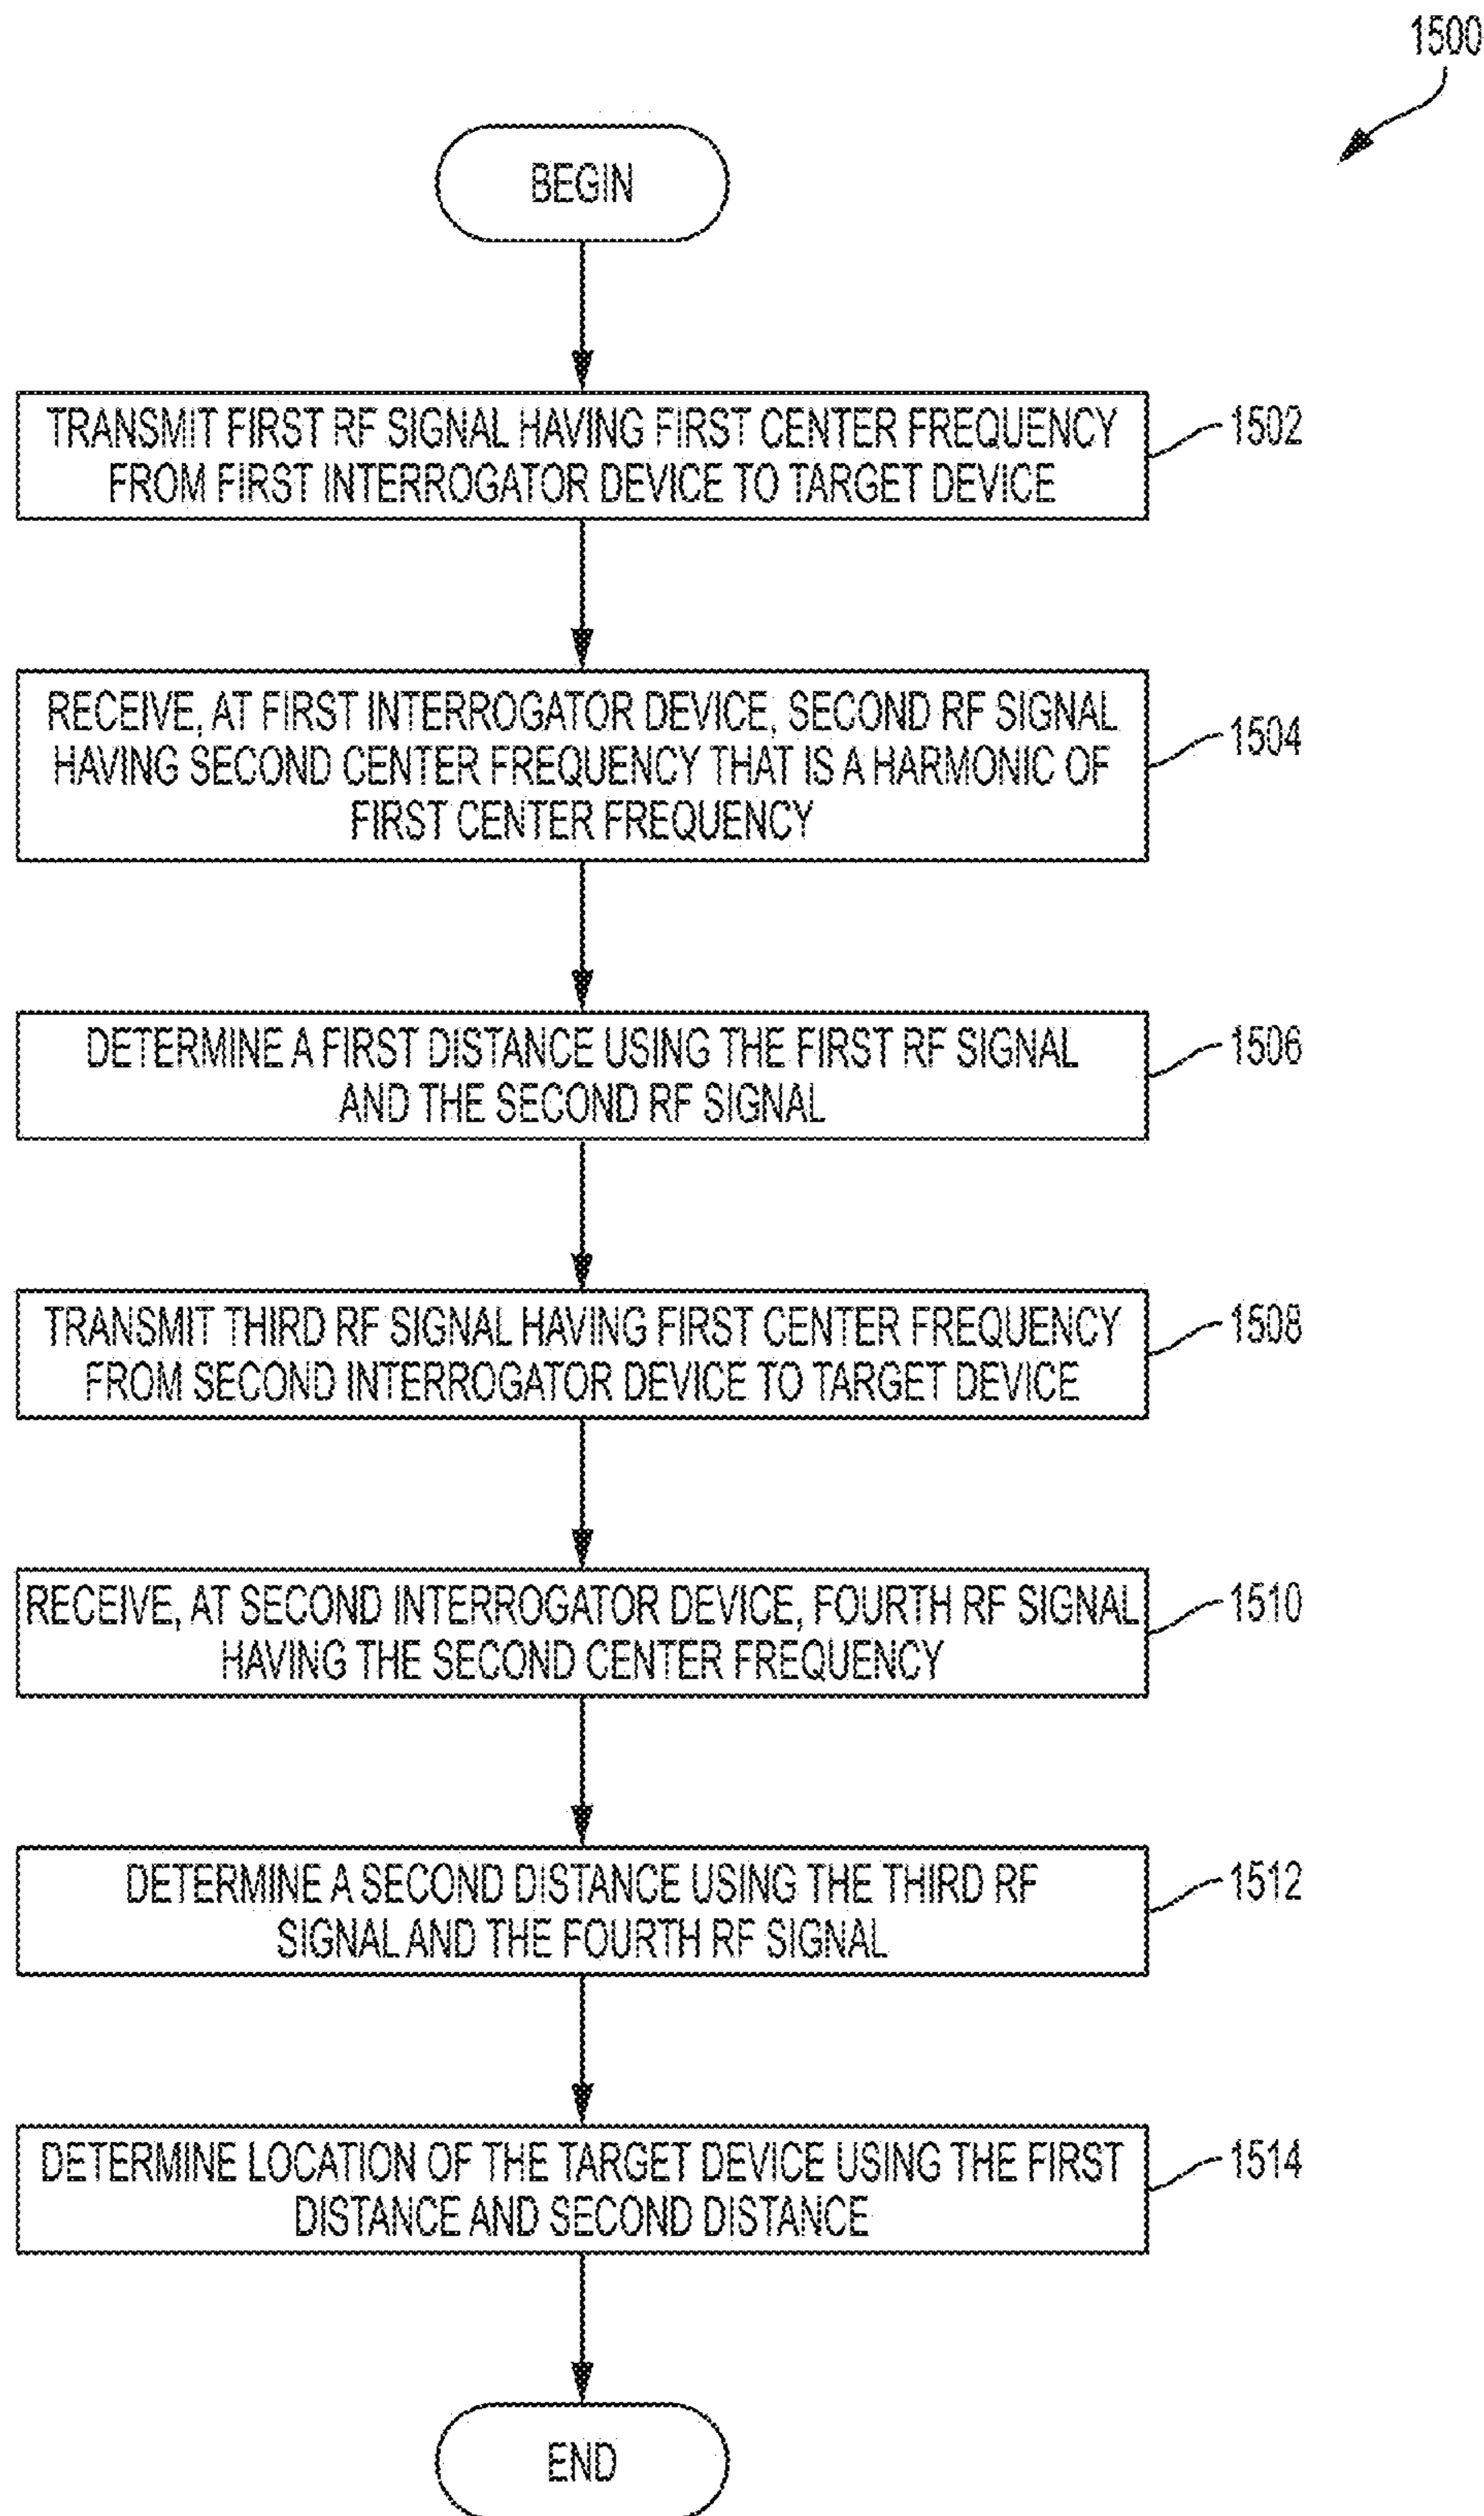 1500
BEGIN
TRANSMIT FIRST RF SIGNAL HAVING FIRST CENTER FREQUENCY
FROM FIRST INTERROGATOR DEVICE TO TARGET DEVICE
1502
RECEIVE, AT FIRST INTERROGATOR DEVICE, SECOND RF SIGNAL
HAVING SECOND CENTER FREQUENCY THAT IS A HARMONIC OF
FIRST CENTER FREQUENCY
1504
DETERMINE A FIRST DISTANCE USING THE FIRST RF SIGNAL
AND THE SECOND RF SIGNAL
1506
TRANSMIT THIRD RF SIGNAL HAVING FIRST CENTER FREQUENCY
FROM SECOND INTERROGATOR DEVICE TO TARGET DEVICE
1508
RECEIVE, AT SECOND INTERROGATOR DEVICE, FOURTH RF SIGNAL
HAVING THE SECOND CENTER FREQUENCY
1510
DETERMINE A SECOND DISTANCE USING THE THIRD RF
SIGNAL AND THE FOURTH RF SIGNAL
1512
DETERMINE LOCATION OF THE TARGET DEVICE USING THE FIRST
DISTANCE AND SECOND DISTANCE
1514
END